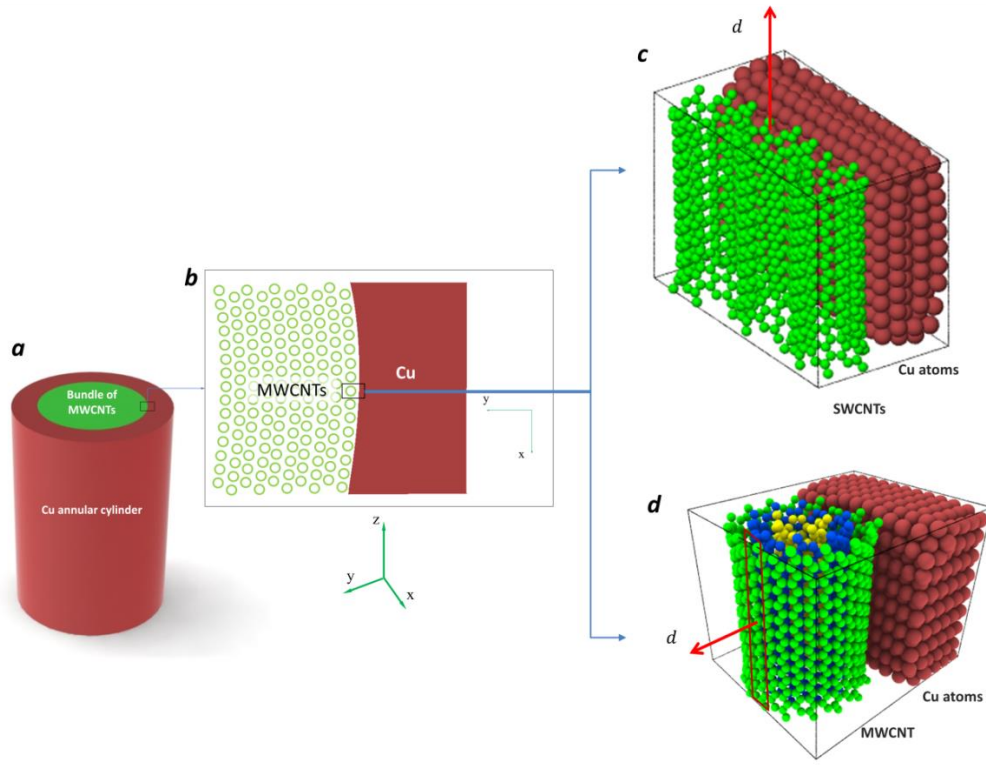 a
Bundle of
MWCNTs
Cu annular cylinder
b
MWCNTs
Cu
y
x
z
y
x
c
d
Cu atoms
SWCNTs
d
d
Cu atoms
MWCNT